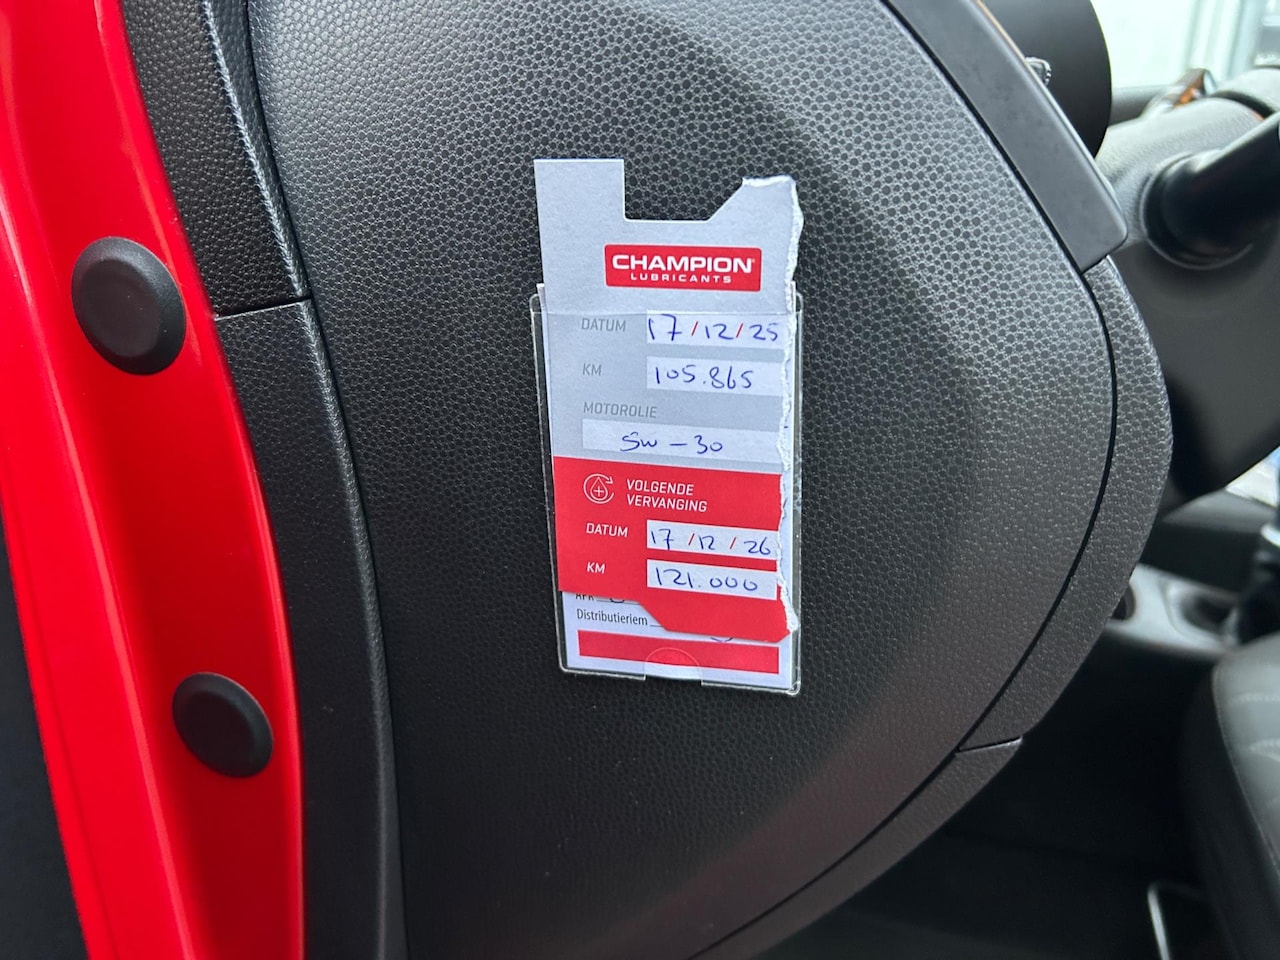 CHAMPION
LUBRICANTS
DATUM 17/12/25
KM 105.865
MOTOROLIE
5W-30
VOLGENDE
VERVANGING
DATUM 17/12/26
KM 121.000
APK
Distributieriem